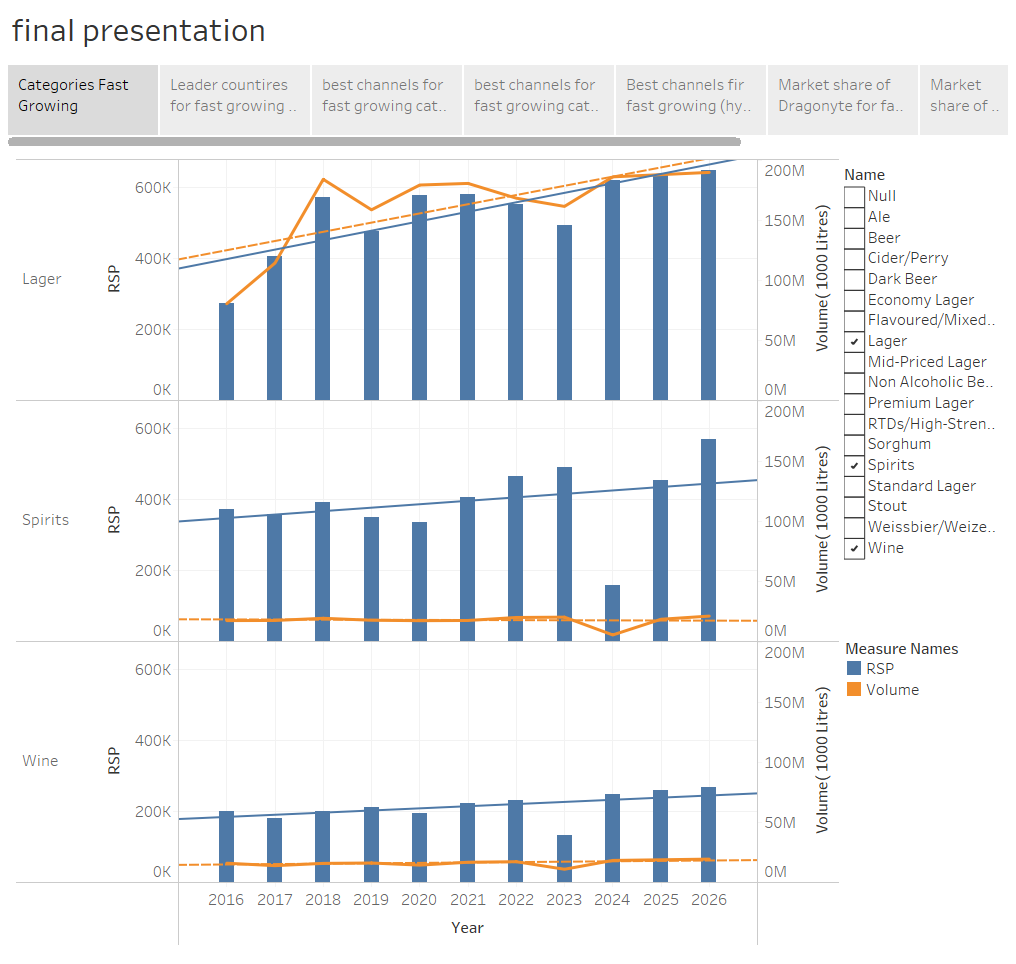 final presentation
Categories Fast
Growing
Leader countires
for fast growing ..
best channels for
fast growing cat..
best channels for
fast growing cat..
Best channels fir
fast growing (hy..
Market share of
Dragonyte for fa..
Market
share of ..
Lager
RSP
600K
400K
200K
0K
200M
150M
100M
50M
0M
Volume( 1000 Litres)
Spirits
RSP
600K
400K
200K
0K
200M
150M
100M
50M
0M
Volume( 1000 Litres)
Wine
RSP
600K
400K
200K
0K
200M
150M
100M
50M
0M
Volume( 1000 Litres)
2016 2017 2018 2019 2020 2021 2022 2023 2024 2025 2026
Year
Name
Null
Ale
Beer
Cider/Perry
Dark Beer
Economy Lager
Flavoured/Mixed..
Lager
Mid-Priced Lager
Non Alcoholic Be..
Premium Lager
RTDs/High-Stren..
Sorghum
Spirits
Standard Lager
Stout
Weissbier/Weize..
Wine
Measure Names
RSP
Volume